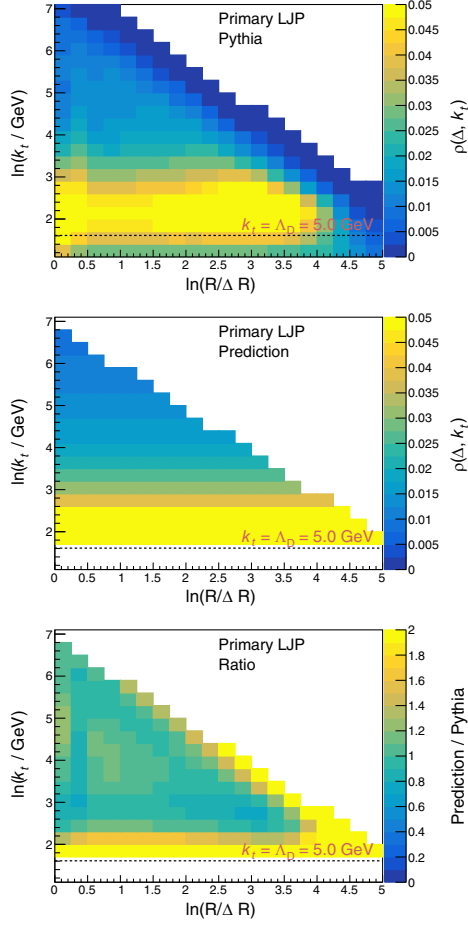 Primary LJP
Pythia
ln(kₜ / GeV)
7
6
5
4
3
2
0.05
0.045
0.04
0.035
0.03
0.025
0.02
0.015
0.01
0.005
0
ρ(Δ, kₜ)
kₜ = Λ_D = 5.0 GeV
0 0.5 1 1.5 2 2.5 3 3.5 4 4.5 5
ln(R/Δ R)
Primary LJP
Prediction
ln(kₜ / GeV)
7
6
5
4
3
2
0.05
0.045
0.04
0.035
0.03
0.025
0.02
0.015
0.01
0.005
0
ρ(Δ, kₜ)
kₜ = Λ_D = 5.0 GeV
0 0.5 1 1.5 2 2.5 3 3.5 4 4.5 5
ln(R/Δ R)
Primary LJP
Ratio
ln(kₜ / GeV)
7
6
5
4
3
2
2
1.8
1.6
1.4
1.2
1
0.8
0.6
0.4
0.2
0
Prediction / Pythia
kₜ = Λ_D = 5.0 GeV
0 0.5 1 1.5 2 2.5 3 3.5 4 4.5 5
ln(R/Δ R)